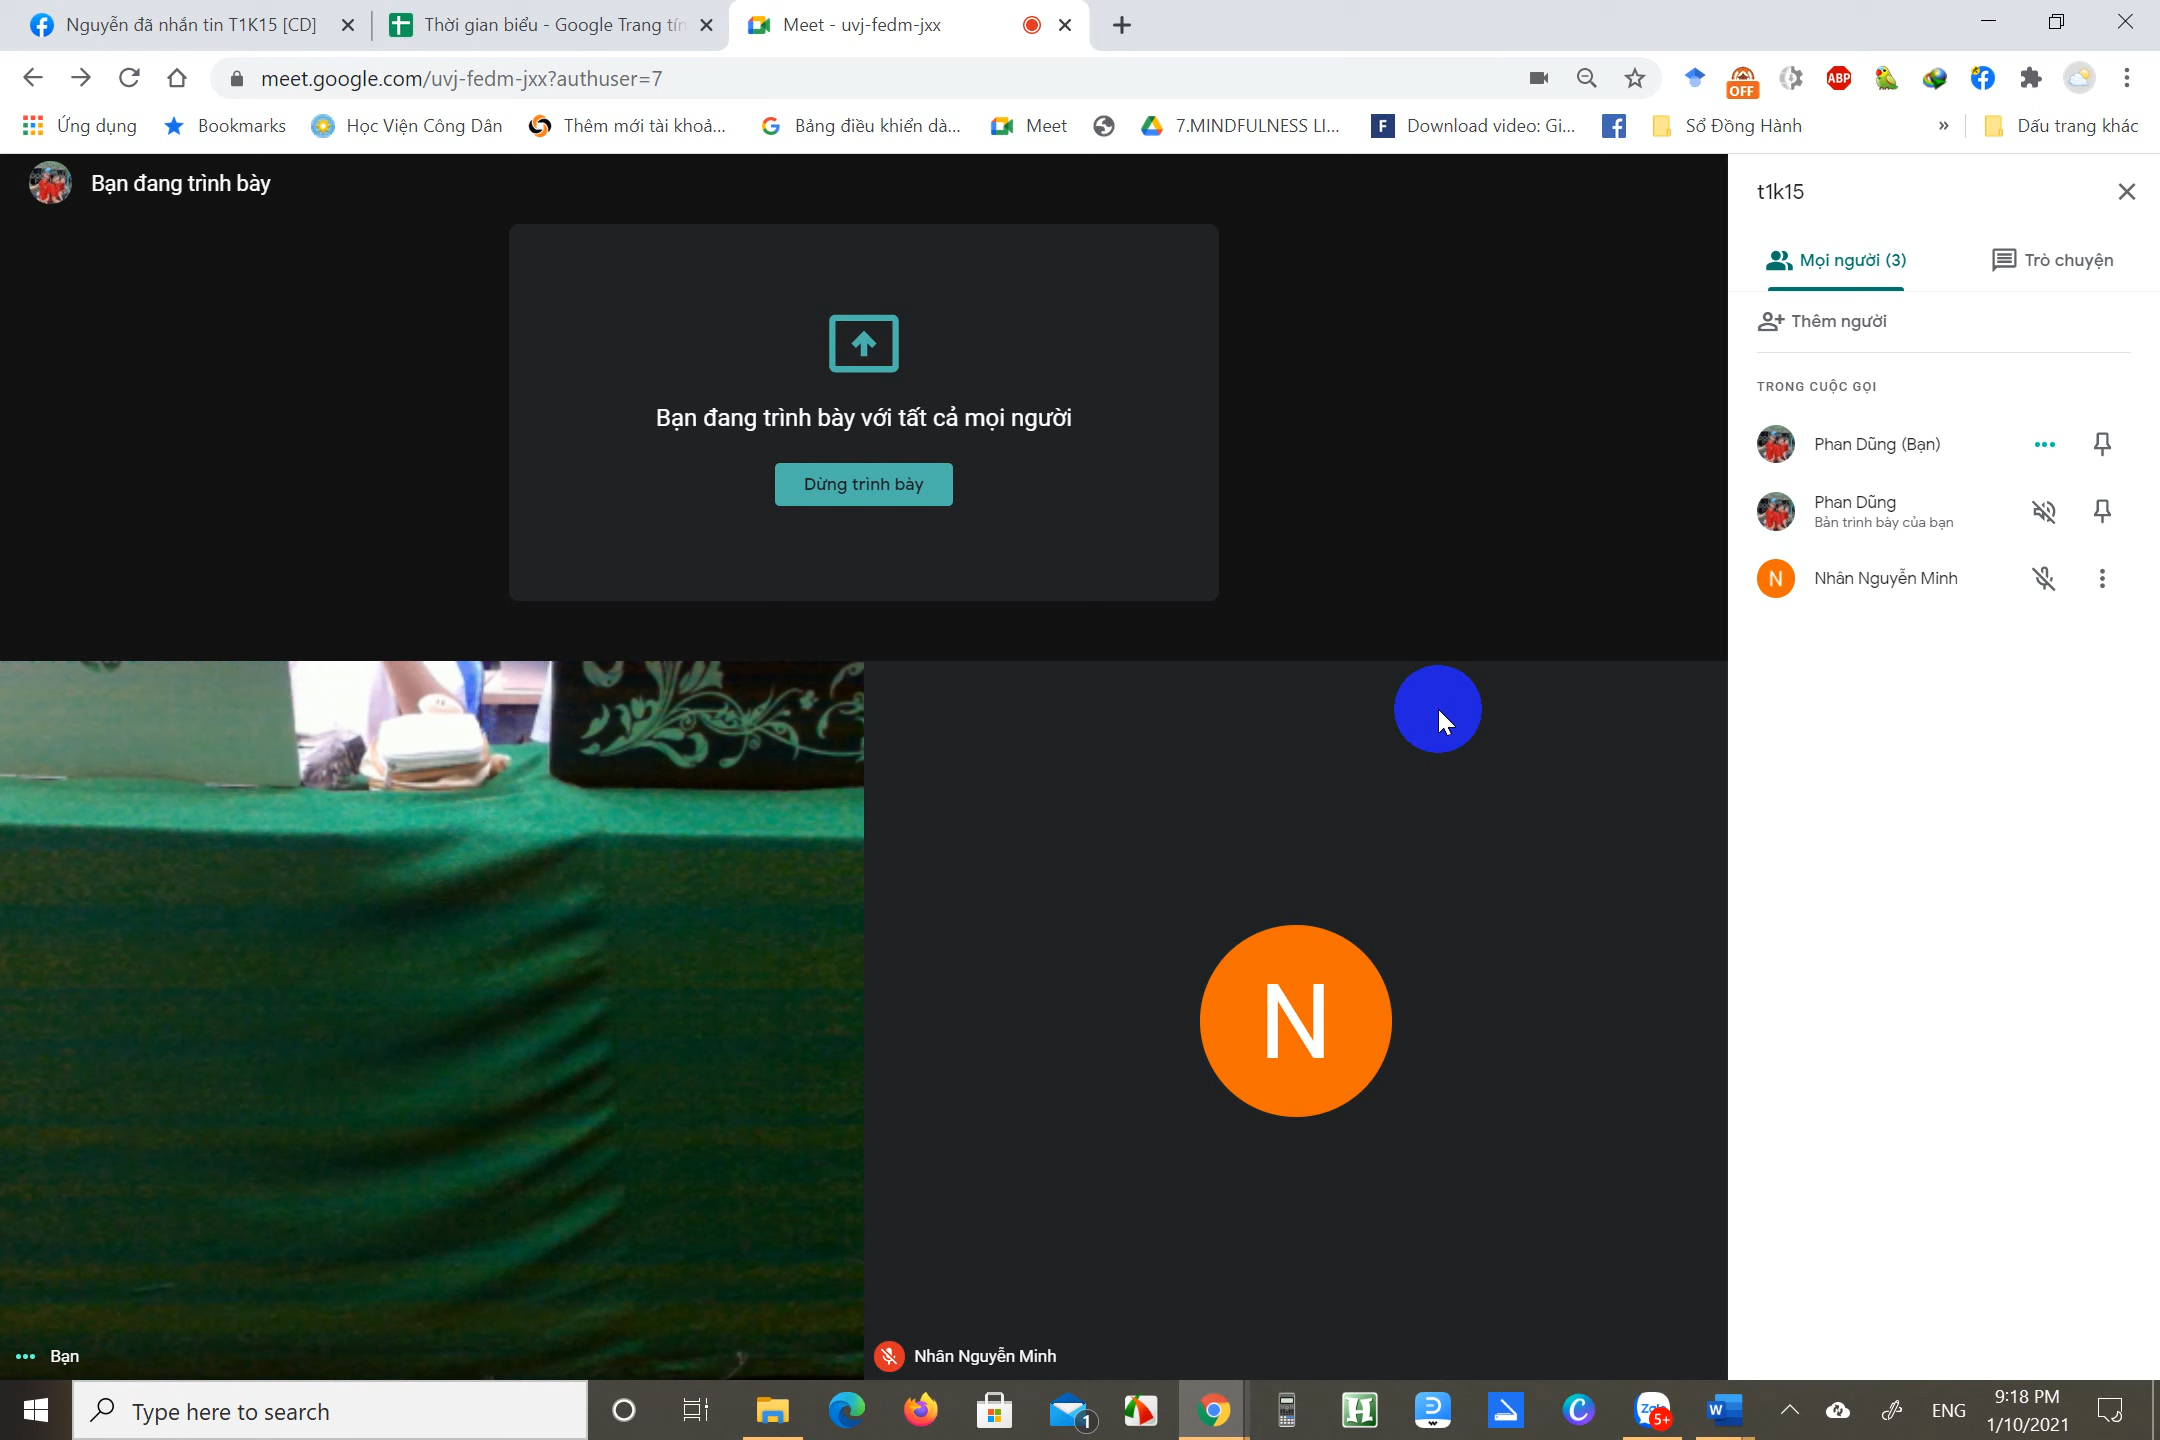 Nguyễn đã nhắn tin T1K15 [CD]
Thời gian biểu - Google Trang tín
Meet - uvj-fedm-jxx
meet.google.com/uvj-fedm-jxx?authuser=7
OFF
ABP
Ứng dụng
Bookmarks
Học Viện Công Dân
Thêm mới tài khoả...
Bảng điều khiển dà...
Meet
7.MINDFULNESS LI...
F
Download video: Gi...
Sổ Đồng Hành
»
Dấu trang khác
Bạn đang trình bày
Bạn đang trình bày với tất cả mọi người
Dừng trình bày
t1k15
Mọi người (3)
Trò chuyện
Thêm người
TRONG CUỘC GỌI
Phan Dũng (Bạn)
Phan Dũng
Bản trình bày của bạn
N
Nhân Nguyễn Minh
N
Bạn
Nhân Nguyễn Minh
Type here to search
1
H
C
Zalo
5+
W
ENG
9:18 PM
1/10/2021